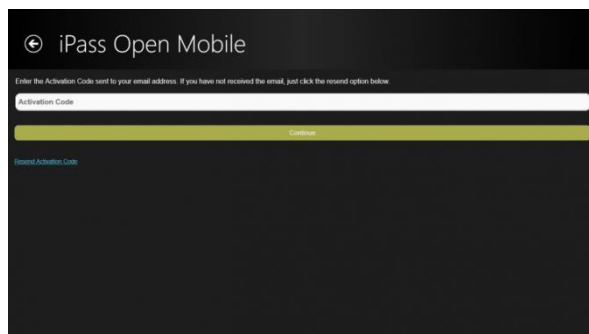 iPass Open Mobile
Enter the Activation Code sent to your email address. If you have not received the email, just click the resend option below.
Activation Code
Continue
Resend Activation Code